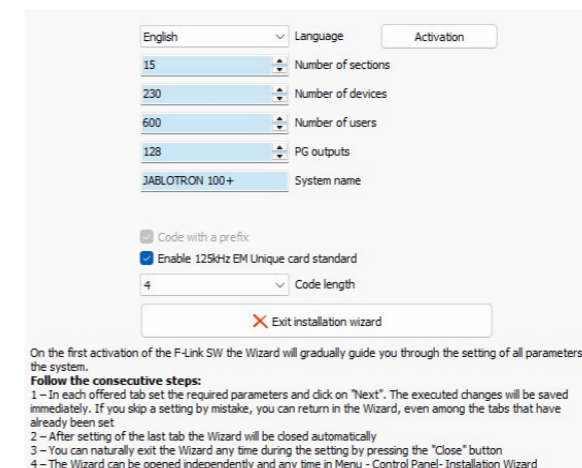 English Language Activation
15 Number of sections
230 Number of devices
600 Number of users
128 PG outputs
JABLOTRON 100+ System name
Code with a prefix
Enable 125kHz EM Unique card standard
4 Code length
Exit installation wizard
On the first activation of the F-Link SW the Wizard will gradually guide you through the setting of all parameters
the system.
Follow the consecutive steps:
1 – In each offered tab set the required parameters and click on "Next". The executed changes will be saved
immediately. If you skip a setting by mistake, you can return in the Wizard, even among the tabs that have
already been set
2 – After setting of the last tab the Wizard will be closed automatically
3 – You can naturally exit the Wizard any time during the setting by pressing the "Close" button
4 – The Wizard can be opened independently and any time in Menu - Control Panel- Installation Wizard